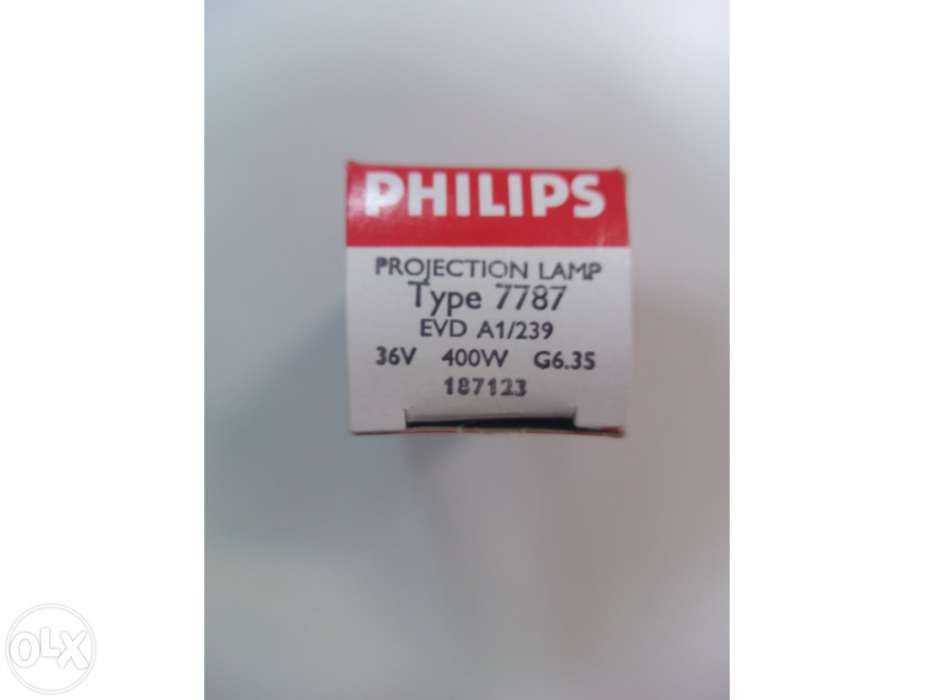 PHILIPS
PROJECTION LAMP
Type 7787
EVD A1/239
36V 400W G6.35
187123
OLX